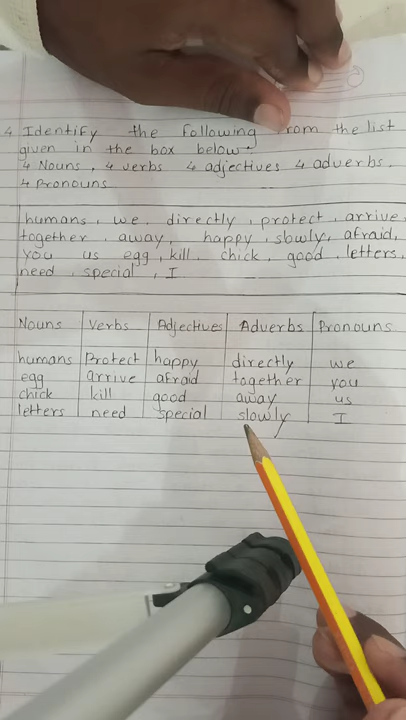 4 Identify the following from the list
given in the box below
4 Nouns, 4 verbs 4 adjectives 4 adverbs.
4 Pronouns
humans, we, directly, protect, arrive,
together, away, happy, slowly, afraid,
you us egg, kill, chick, good, letters,
need, special, I
Nouns Verbs Adjectives Adverbs Pronouns
humans Protect happy directly we
egg arrive afraid together you
chick kill good away us
letters need special slowly I